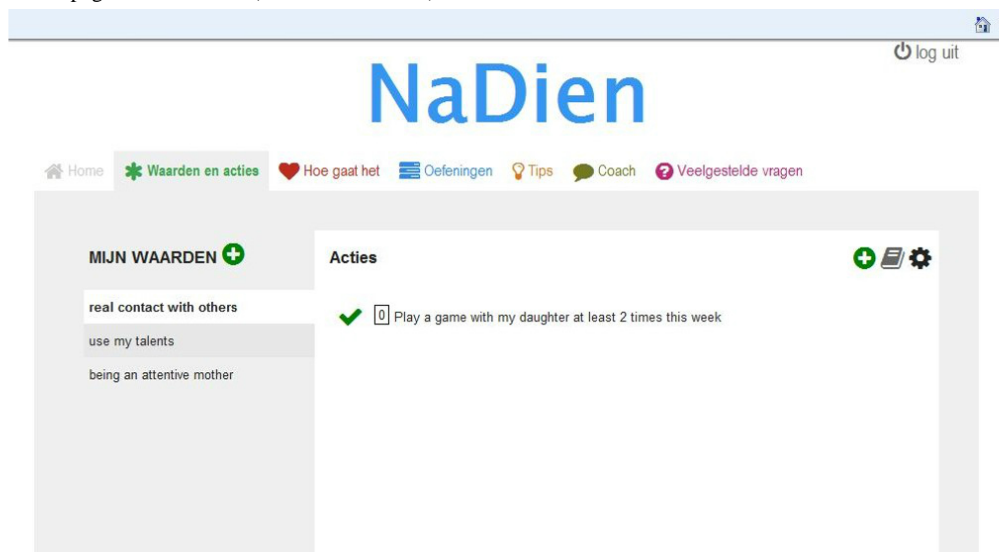 log uit
NaDien
Home Waarden en acties Hoe gaat het Oefeningen Tips Coach Veelgestelde vragen
MIJN WAARDEN
Acties
real contact with others
0 Play a game with my daughter at least 2 times this week
use my talents
being an attentive mother